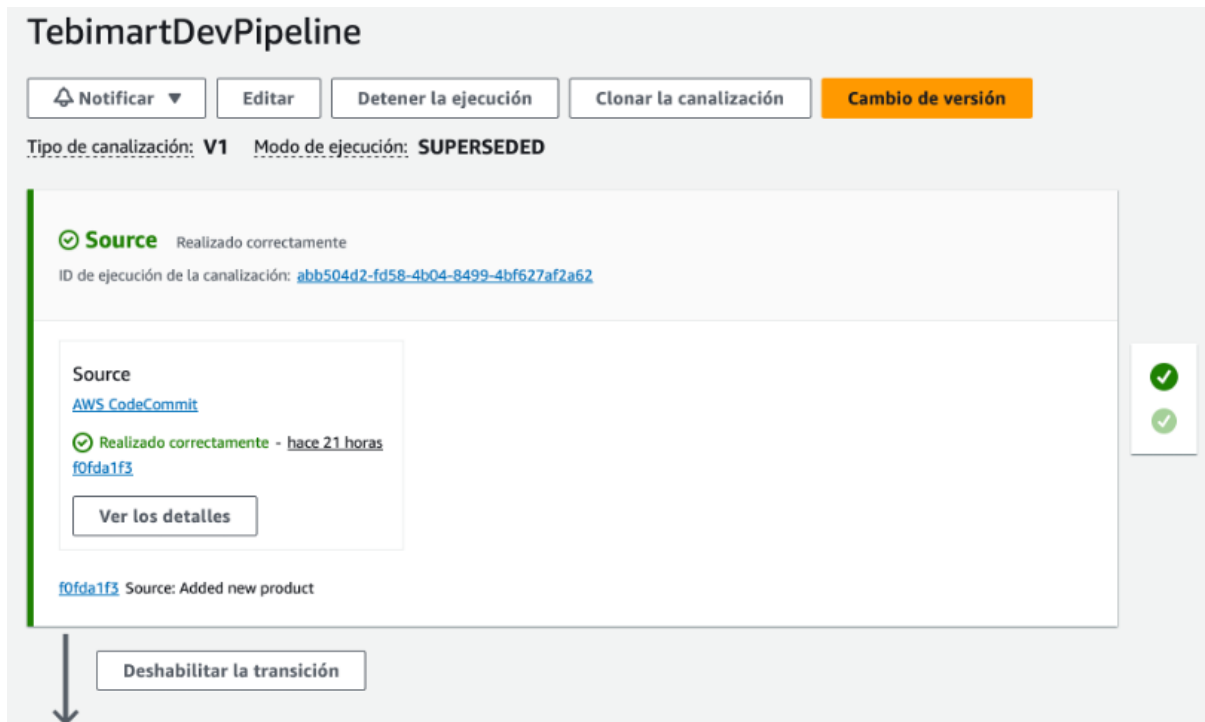 TebimartDevPipeline
Notificar Editar Detener la ejecución Clonar la canalización Cambio de versión
Tipo de canalización: V1 Modo de ejecución: SUPERSEDED
Source Realizado correctamente
ID de ejecución de la canalización: abb504d2-fd58-4b04-8499-4bf627af2a62
Source
AWS CodeCommit
Realizado correctamente - hace 21 horas
f0fda1f3
Ver los detalles
f0fda1f3 Source: Added new product
Deshabilitar la transición